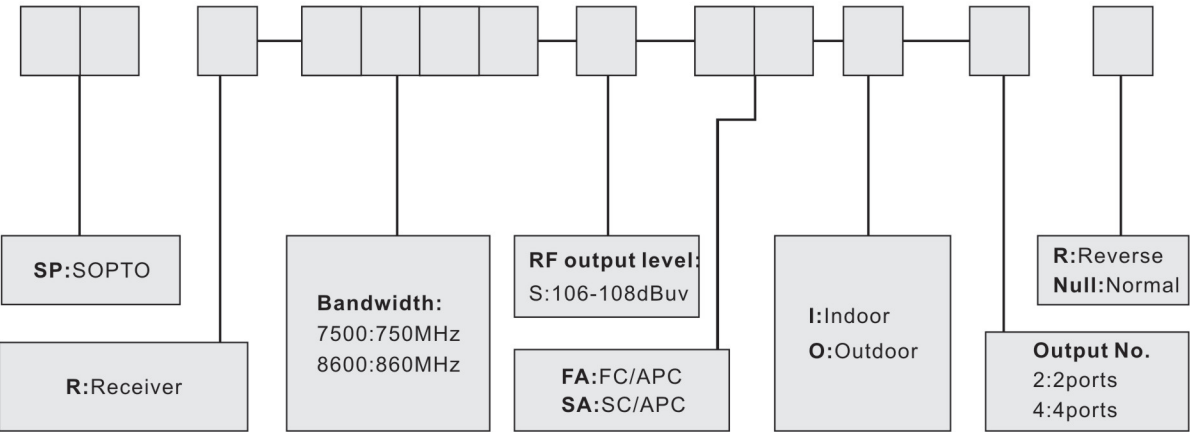 SP:SOPTO
R:Receiver
Bandwidth:
7500:750MHz
8600:860MHz
RF output level:
S:106-108dBuv
FA:FC/APC
SA:SC/APC
I:Indoor
O:Outdoor
R:Reverse
Null:Normal
Output No.
2:2ports
4:4ports